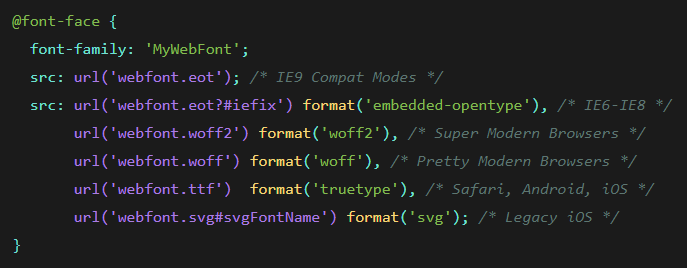 @font-face {
  font-family: 'MyWebFont';
  src: url('webfont.eot'); /* IE9 Compat Modes */
  src: url('webfont.eot?#iefix') format('embedded-opentype'), /* IE6-IE8 */
       url('webfont.woff2') format('woff2'), /* Super Modern Browsers */
       url('webfont.woff') format('woff'), /* Pretty Modern Browsers */
       url('webfont.ttf')  format('truetype'), /* Safari, Android, iOS */
       url('webfont.svg#svgFontName') format('svg'); /* Legacy iOS */
}